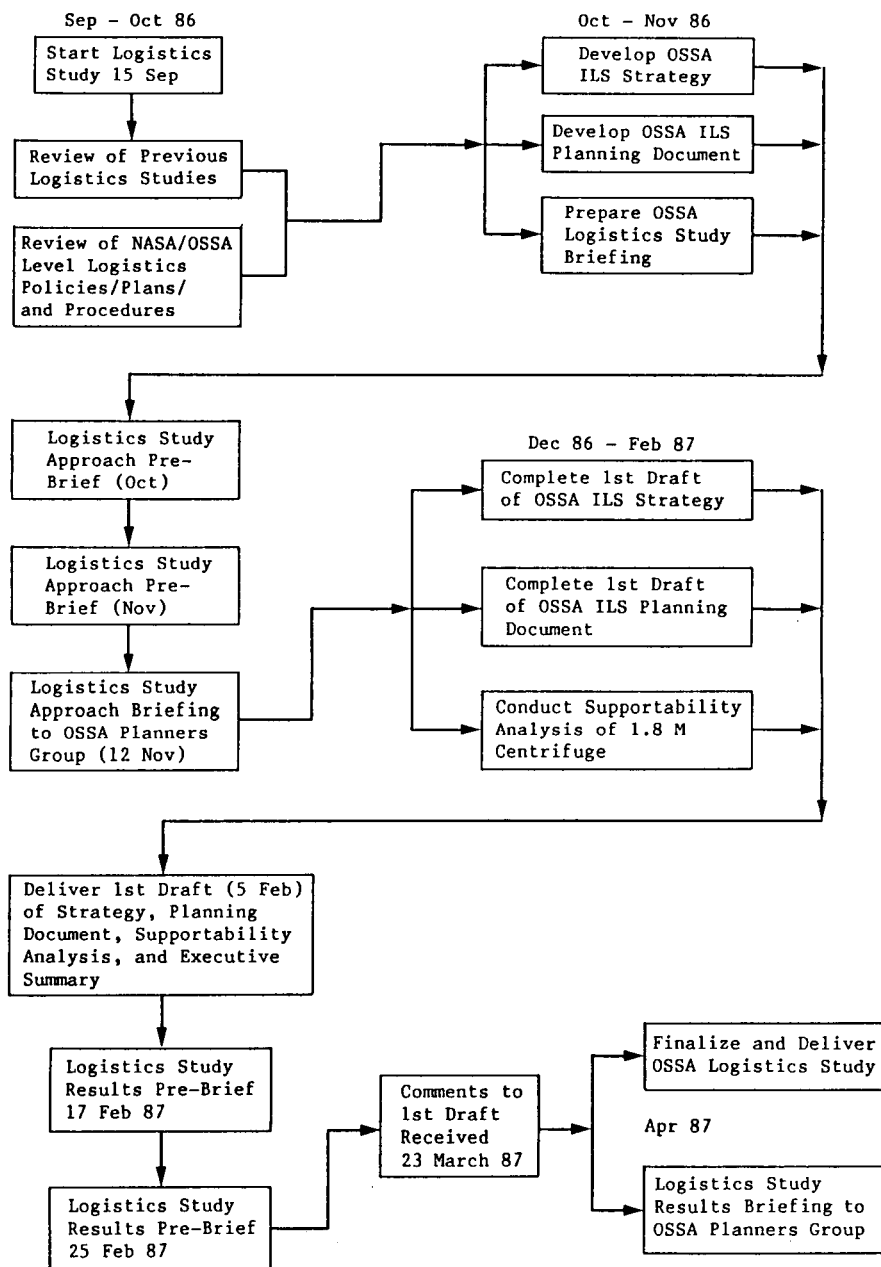 Sep - Oct 86
Start Logistics
Study 15 Sep
Review of Previous
Logistics Studies
Review of NASA/OSSA
Level Logistics
Policies/Plans/
and Procedures
Oct - Nov 86
Develop OSSA
ILS Strategy
Develop OSSA ILS
Planning Document
Prepare OSSA
Logistics Study
Briefing
Logistics Study
Approach Pre-
Brief (Oct)
Logistics Study
Approach Pre-
Brief (Nov)
Logistics Study
Approach Briefing
to OSSA Planners
Group (12 Nov)
Dec 86 - Feb 87
Complete 1st Draft
of OSSA ILS Strategy
Complete 1st Draft
of OSSA ILS Planning
Document
Conduct Supportability
Analysis of 1.8 M
Centrifuge
Deliver 1st Draft (5 Feb)
of Strategy, Planning
Document, Supportability
Analysis, and Executive
Summary
Logistics Study
Results Pre-Brief
17 Feb 87
Logistics Study
Results Pre-Brief
25 Feb 87
Comments to
1st Draft
Received
23 March 87
Finalize and Deliver
OSSA Logistics Study
Apr 87
Logistics Study
Results Briefing to
OSSA Planners Group